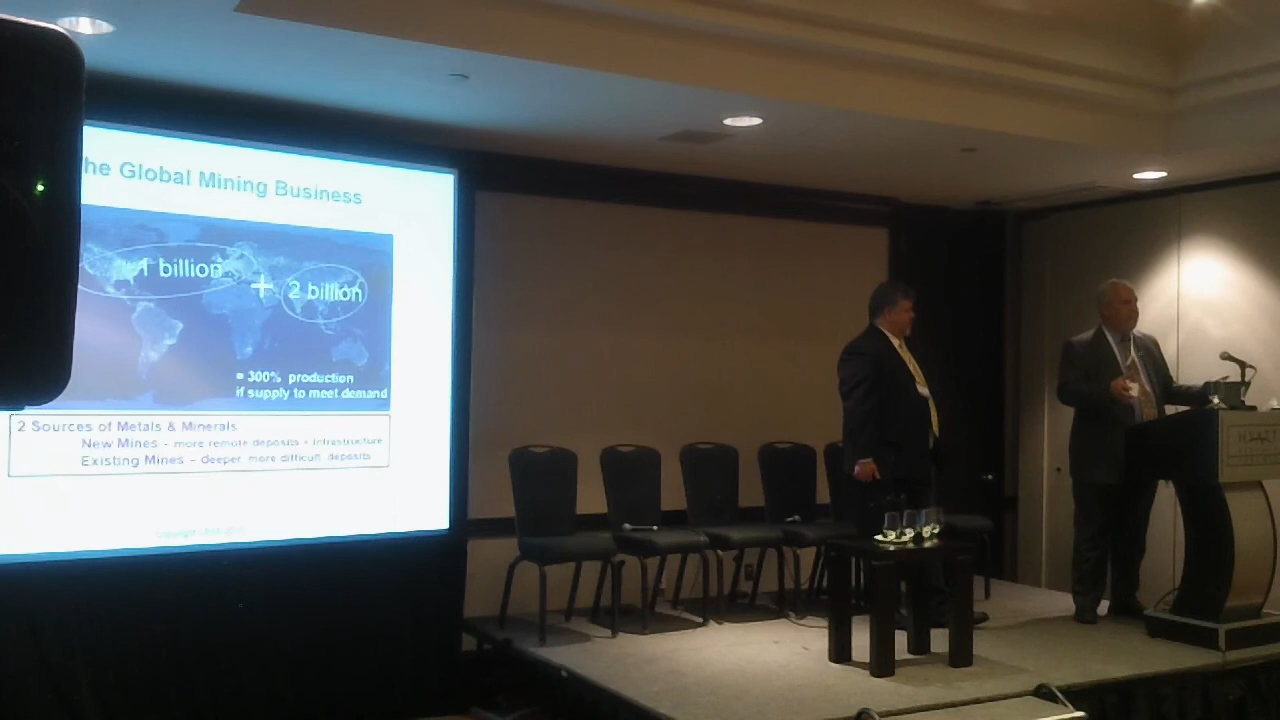 he Global Mining Business
1 billion
+
2 billion
= 300% production
if supply to meet demand
2 Sources of Metals & Minerals
New Mines - more remote deposits + infrastructure
Existing Mines - deeper, more difficult deposits
HYATT